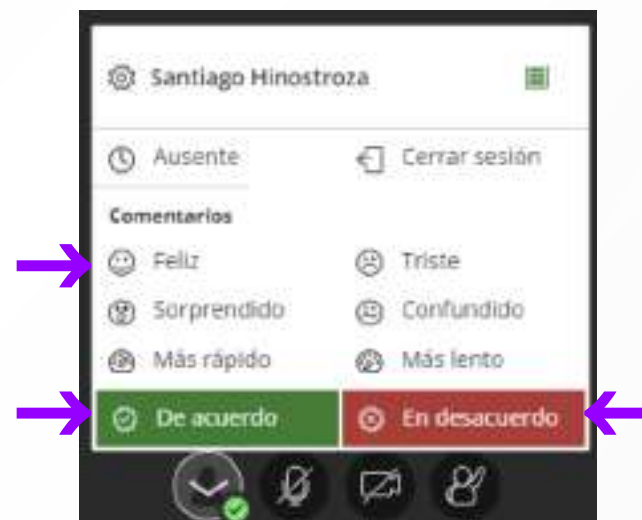 Santiago Hinostroza
Ausente
Cerrar sesión
Comentarios
Feliz
Triste
Sorprendido
Confundido
Más rápido
Más lento
De acuerdo
En desacuerdo